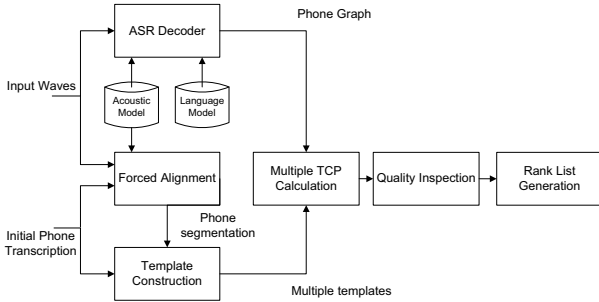 Phone Graph
ASR Decoder
Input Waves
Acoustic
Model
Language
Model
Forced Alignment
Multiple TCP
Calculation
Quality Inspection
Rank List
Generation
Phone
segmentation
Initial Phone
Transcription
Template
Construction
Multiple templates